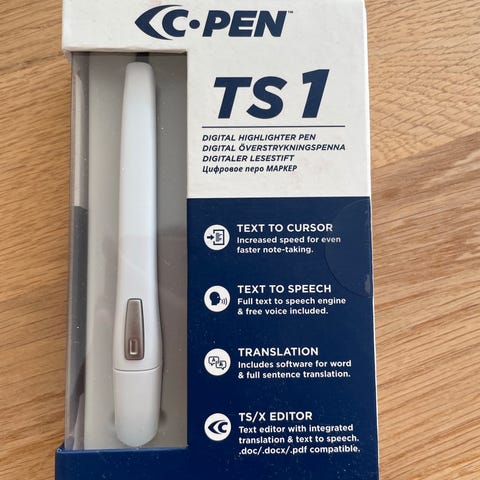 C·PEN
TS1
DIGITAL HIGHLIGHTER PEN
DIGITAL ÖVERSTRYKNINGSPENNA
DIGITALER LESESTIFT
Цифровое перо МАРКЕР
TEXT TO CURSOR
Increased speed for even
faster note-taking.
TEXT TO SPEECH
Full text to speech engine
& free voice included.
TRANSLATION
Includes software for word
& full sentence translation.
TS/X EDITOR
Text editor with integrated
translation & text to speech.
.doc/.docx/.pdf compatible.